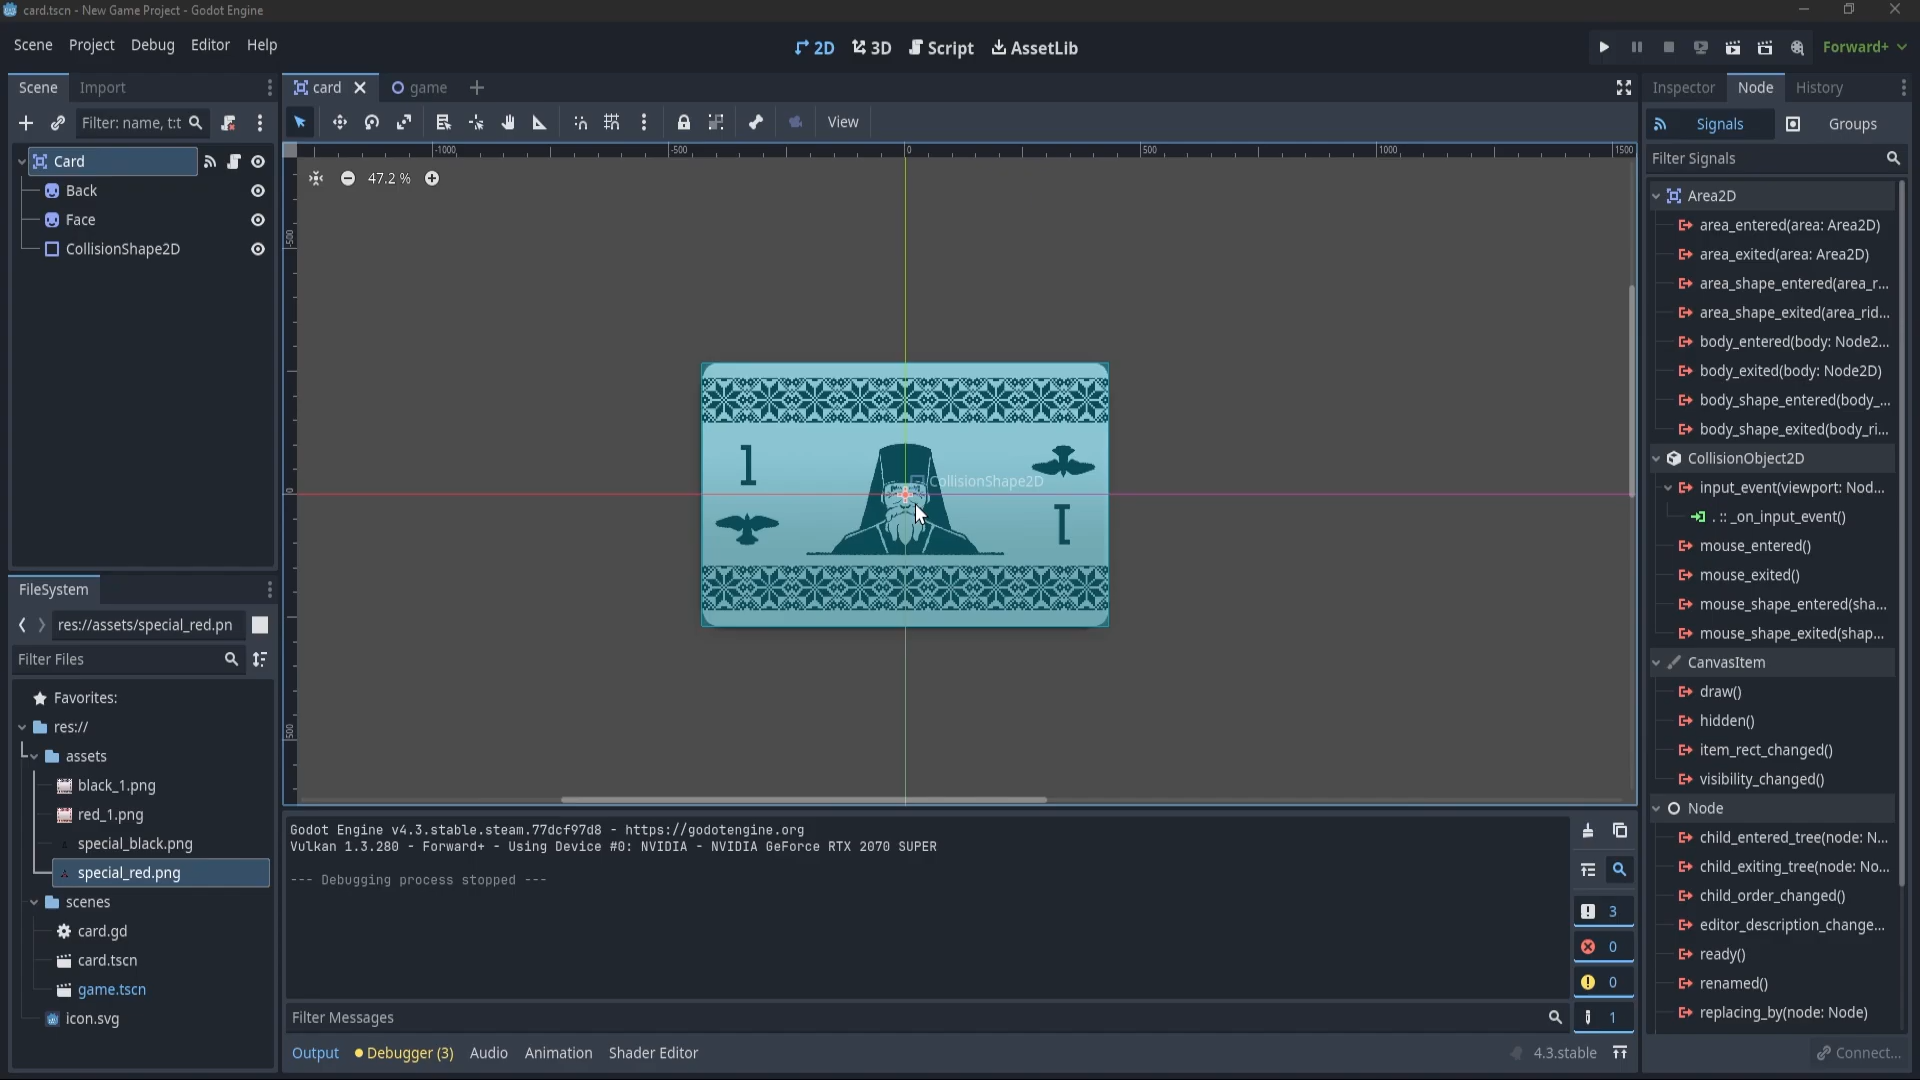 card.tscn - New Game Project - Godot Engine
Scene Project Debug Editor Help
2D 3D Script AssetLib
Forward+
Scene Import
Filter: name, t:t
Card
Back
Face
CollisionShape2D
FileSystem
res://assets/special_red.pn
Filter Files
Favorites:
res://
assets
black_1.png
red_1.png
special_black.png
special_red.png
scenes
card.gd
card.tscn
game.tscn
icon.svg
card game
View
-1000 -500 0 500 1000 1500
500
0
500
47.2 %
1
CollisionShape2D
1
Godot Engine v4.3.stable.steam.77dcf97d8 - https://godotengine.org
Vulkan 1.3.280 - Forward+ - Using Device #0: NVIDIA - NVIDIA GeForce RTX 2070 SUPER
--- Debugging process stopped ---
3
0
0
1
Filter Messages
Output Debugger (3) Audio Animation Shader Editor
4.3.stable
Inspector Node History
Signals Groups
Filter Signals
Area2D
area_entered(area: Area2D)
area_exited(area: Area2D)
area_shape_entered(area_r...
area_shape_exited(area_rid...
body_entered(body: Node2...
body_exited(body: Node2D)
body_shape_entered(body_...
body_shape_exited(body_ri...
CollisionObject2D
input_event(viewport: Nod...
. :: _on_input_event()
mouse_entered()
mouse_exited()
mouse_shape_entered(sha...
mouse_shape_exited(shap...
CanvasItem
draw()
hidden()
item_rect_changed()
visibility_changed()
Node
child_entered_tree(node: N...
child_exiting_tree(node: No...
child_order_changed()
editor_description_change...
ready()
renamed()
replacing_by(node: Node)
Connect...